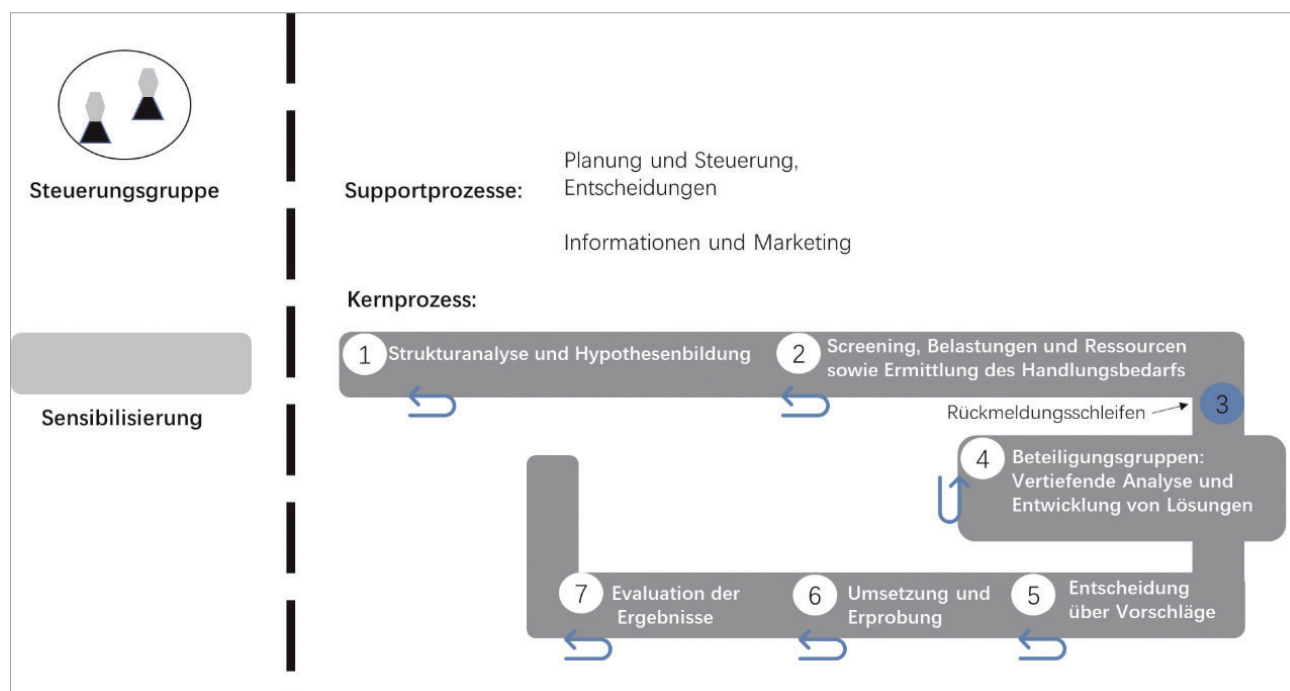 Steuerungsgruppe
Sensibilisierung
Supportprozesse:
Planung und Steuerung,
Entscheidungen
Informationen und Marketing
Kernprozess:
1 Strukturanalyse und Hypothesenbildung
2 Screening, Belastungen und Ressourcen
sowie Ermittlung des Handlungsbedarfs
Rückmeldungsschleifen
3
4 Beteiligungsgruppen:
Vertiefende Analyse und
Entwicklung von Lösungen
5 Entscheidung
über Vorschläge
6 Umsetzung und
Erprobung
7 Evaluation der
Ergebnisse